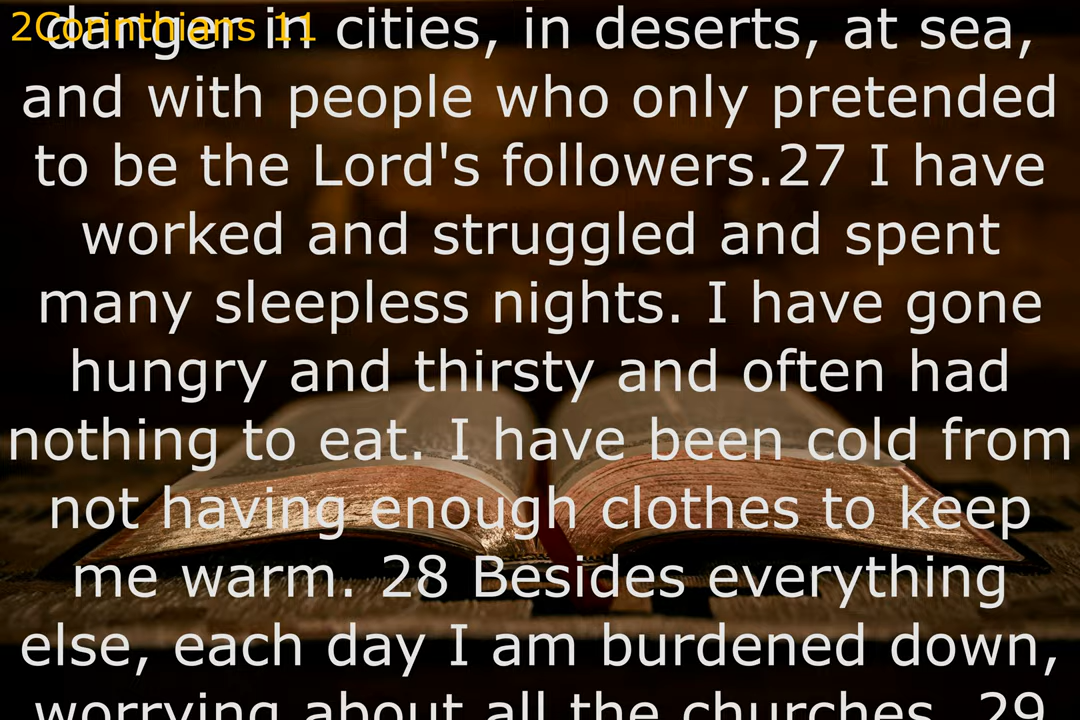 2Corinthians 11
danger in cities, in deserts, at sea,
and with people who only pretended
to be the Lord's followers.27 I have
worked and struggled and spent
many sleepless nights. I have gone
hungry and thirsty and often had
nothing to eat. I have been cold from
not having enough clothes to keep
me warm. 28 Besides everything
else, each day I am burdened down,
worrying about all the churches. 29